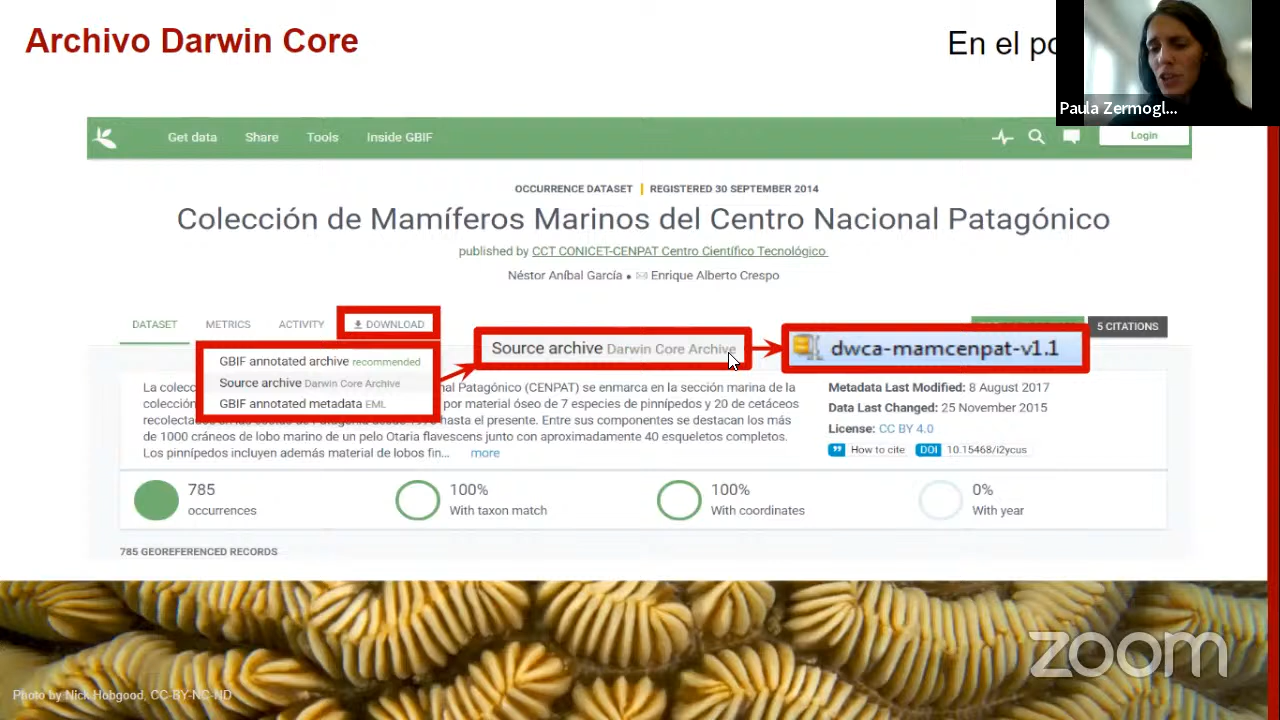 Archivo Darwin Core
En el
Paula Zermogl...
Get data Share Tools Inside GBIF
Login
OCCURRENCE DATASET | REGISTERED 30 SEPTEMBER 2014
Colección de Mamíferos Marinos del Centro Nacional Patagónico
published by CCT CONICET-CENPAT Centro Científico Tecnológico
Néstor Aníbal García • Enrique Alberto Crespo
DATASET METRICS ACTIVITY DOWNLOAD
5 CITATIONS
GBIF annotated archive recommended
Source archive Darwin Core Archive
GBIF annotated metadata EML
Source archive Darwin Core Archive
dwca-mamcenpat-v1.1
La colecc Patagónico (CENPAT) se enmarca en la sección marina de la
colección por material óseo de 7 especies de pinnípedos y 20 de cetáceos
hasta el presente. Entre sus componentes se destacan los más
de 1000 cráneos de lobo marino de un pelo Otaria flavescens junto con aproximadamente 40 esqueletos completos.
Los pinnípedos incluyen además material de lobos fin... more
Metadata Last Modified: 8 August 2017
Data Last Changed: 25 November 2015
License: CC BY 4.0
How to cite DOI 10.15468/i2ycus
785
occurrences
100%
With taxon match
100%
With coordinates
0%
With year
785 GEOREFERENCED RECORDS
Photo by Nick Hobgood, CC-BY-NC-ND
zoom